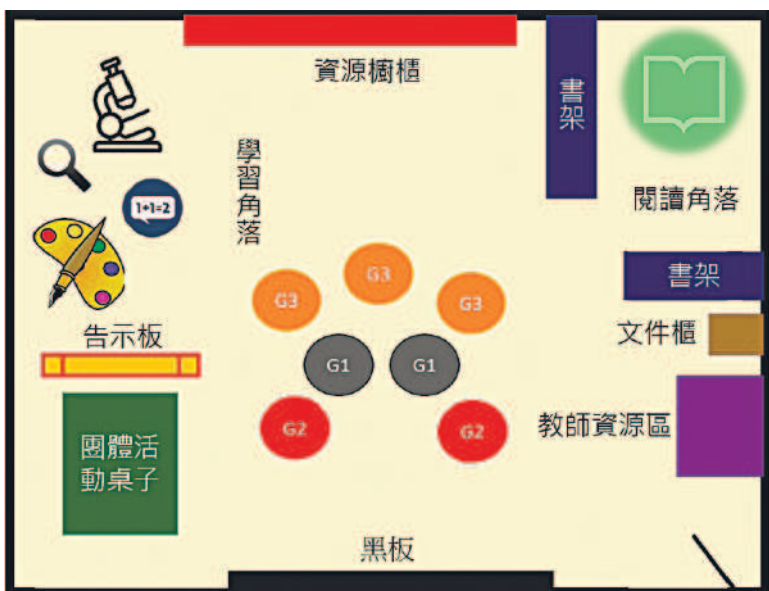 資源櫥櫃
書架
學習角落
1+1=2
閱讀角落
書架
G3
G3
G3
文件櫃
告示板
G1
G1
教師資源區
G2
G2
團體活
動桌子
黑板